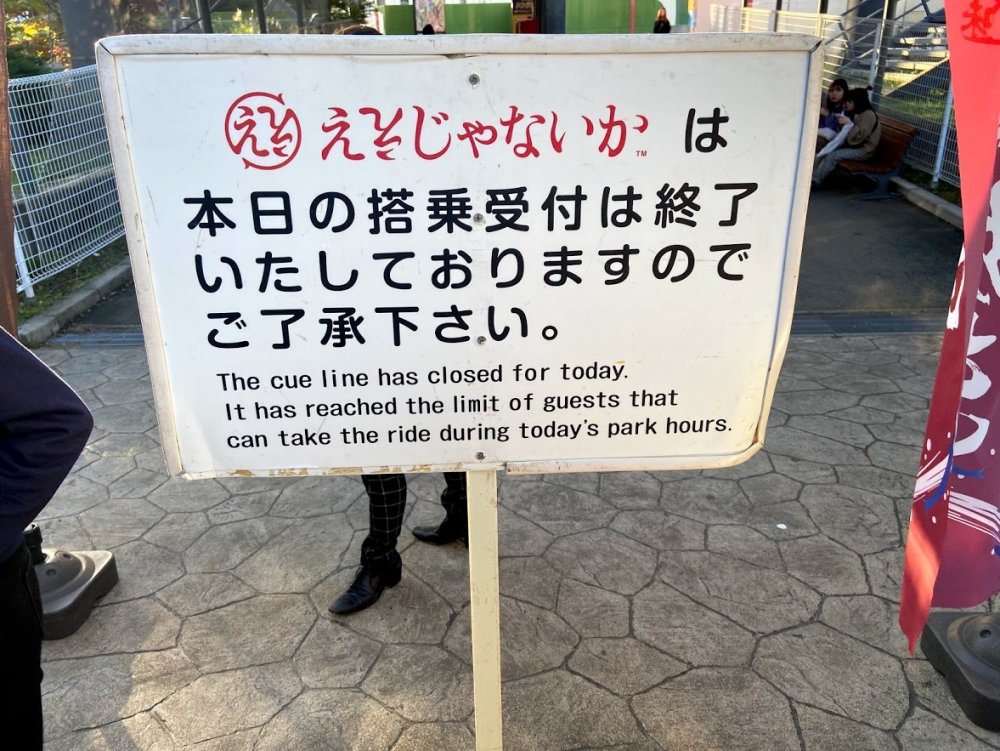 ええじゃないか™ は
本日の搭乗受付は終了
いたしておりますので
ご了承下さい。
The cue line has closed for today.
It has reached the limit of guests that
can take the ride during today's park hours.